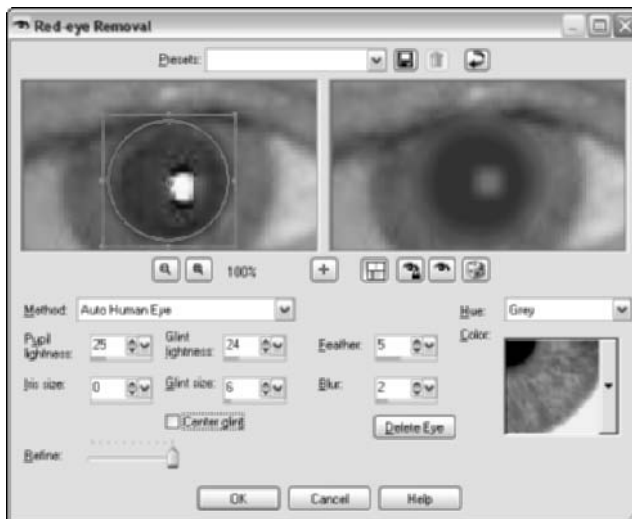 Red-eye Removal
Presets:
100%
Method: Auto Human Eye
Hue: Grey
Pupil lightness: 25
Glint lightness: 24
Feather: 5
Color:
Iris size: 0
Glint size: 6
Blur: 2
Center glint
Delete Eye
Refine:
OK
Cancel
Help